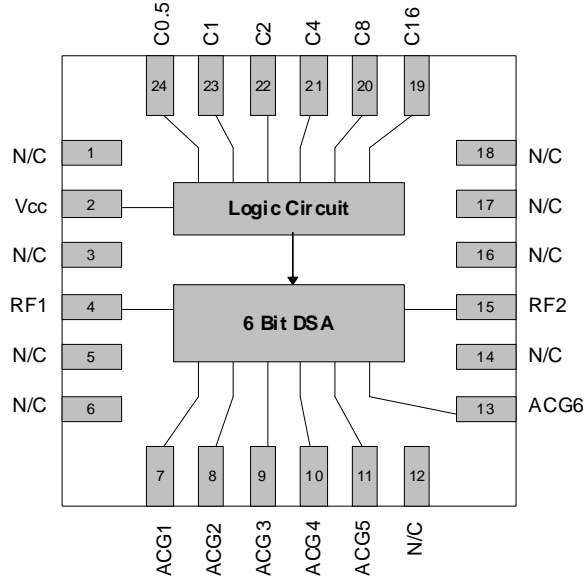 C0.5 C1 C2 C4 C8 C16
24 23 22 21 20 19
N/C 1 18 N/C
Vcc 2 Logic Circuit 17 N/C
N/C 3 16 N/C
RF1 4 6 Bit DSA 15 RF2
N/C 5 14 N/C
N/C 6 13 ACG6
7 8 9 10 11 12
ACG1 ACG2 ACG3 ACG4 ACG5 N/C